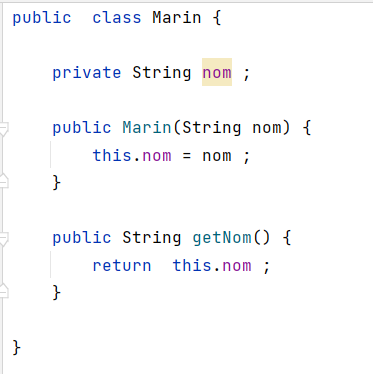 public  class Marin {
private String nom ;
public Marin(String nom) {
this.nom = nom ;
}
public String getNom() {
return  this.nom ;
}
}